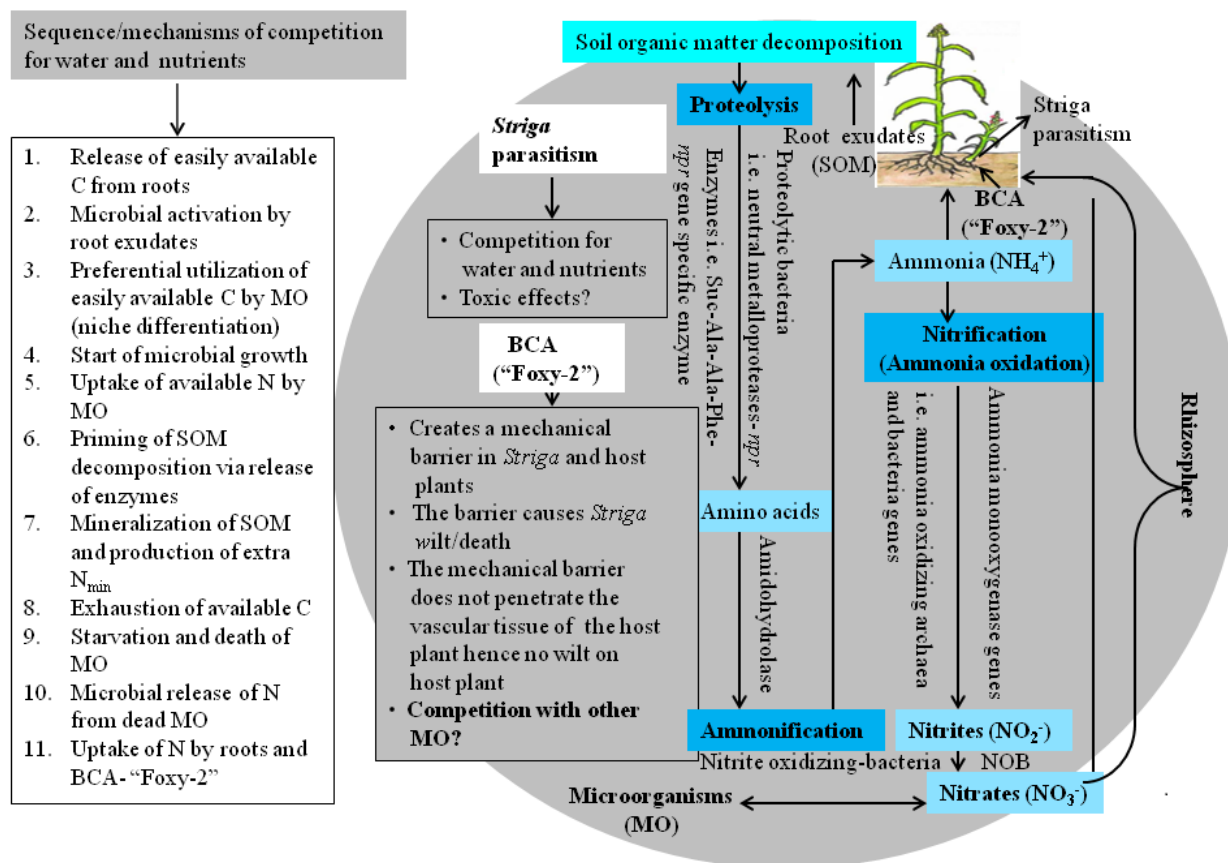 Sequence/mechanisms of competition
for water and nutrients
1. Release of easily available
C from roots
2. Microbial activation by
root exudates
3. Preferential utilization of
easily available C by MO
(niche differentiation)
4. Start of microbial growth
5. Uptake of available N by
MO
6. Priming of SOM
decomposition via release
of enzymes
7. Mineralization of SOM
and production of extra
Nmin
8. Exhaustion of available C
9. Starvation and death of
MO
10. Microbial release of N
from dead MO
11. Uptake of N by roots and
BCA- “Foxy-2”
Striga
parasitism
• Competition for
water and nutrients
• Toxic effects?
BCA
(“Foxy-2”)
• Creates a mechanical
barrier in Striga and host
plants
• The barrier causes Striga
wilt/death
• The mechanical barrier
does not penetrate the
vascular tissue of the host
plant hence no wilt on
host plant
• Competition with other
MO?
Soil organic matter decomposition
Proteolysis
Proteolytic bacteria
i.e. neutral metalloproteases- npr
Enzymes i.e. Suc-Ala-Ala-Phe-
npr gene specific enzyme
Amino acids
Amidohydrolase
Ammonification
Root exudates
(SOM)
Striga
parasitism
BCA
(“Foxy-2”)
Ammonia (NH₄⁺)
Nitrification
(Ammonia oxidation)
Ammonia monooxygenase genes
i.e. ammonia oxidizing archaea
and bacteria genes
Nitrites (NO₂⁻)
Nitrite oxidizing-bacteria
NOB
Nitrates (NO₃⁻)
Microorganisms
(MO)
Rhizosphere